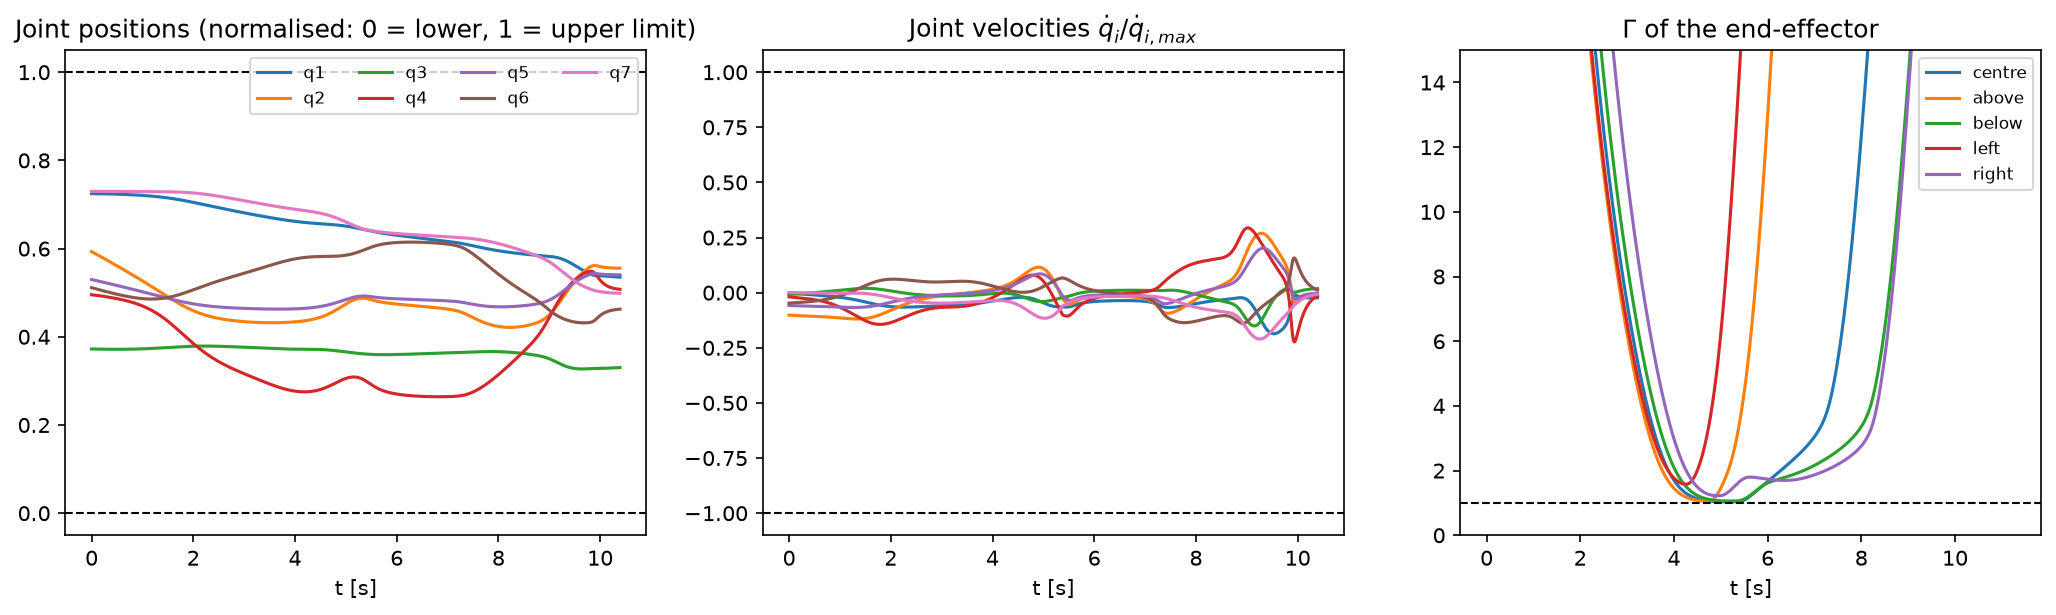 Joint positions (normalised: 0 = lower, 1 = upper limit)
1.0
0.8
0.6
0.4
0.2
0.0
q1 q3 q5 q7
q2 q4 q6
0 2 4 6 8 10
t [s]
Joint velocities q̇_i/q̇_{i, max}
1.00
0.75
0.50
0.25
0.00
−0.25
−0.50
−0.75
−1.00
0 2 4 6 8 10
t [s]
Γ of the end-effector
14
12
10
8
6
4
2
0
centre
above
below
left
right
0 2 4 6 8 10
t [s]